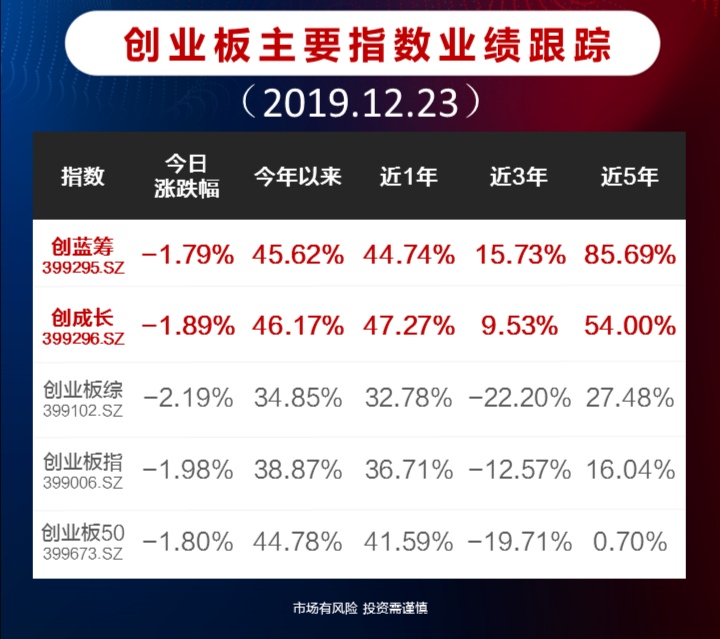 创业板主要指数业绩跟踪
（2019.12.23）
指数 今日涨跌幅 今年以来 近1年 近3年 近5年
创蓝筹 399295.SZ -1.79% 45.62% 44.74% 15.73% 85.69%
创成长 399296.SZ -1.89% 46.17% 47.27% 9.53% 54.00%
创业板综 399102.SZ -2.19% 34.85% 32.78% -22.20% 27.48%
创业板指 399006.SZ -1.98% 38.87% 36.71% -12.57% 16.04%
创业板50 399673.SZ -1.80% 44.78% 41.59% -19.71% 0.70%
市场有风险 投资需谨慎